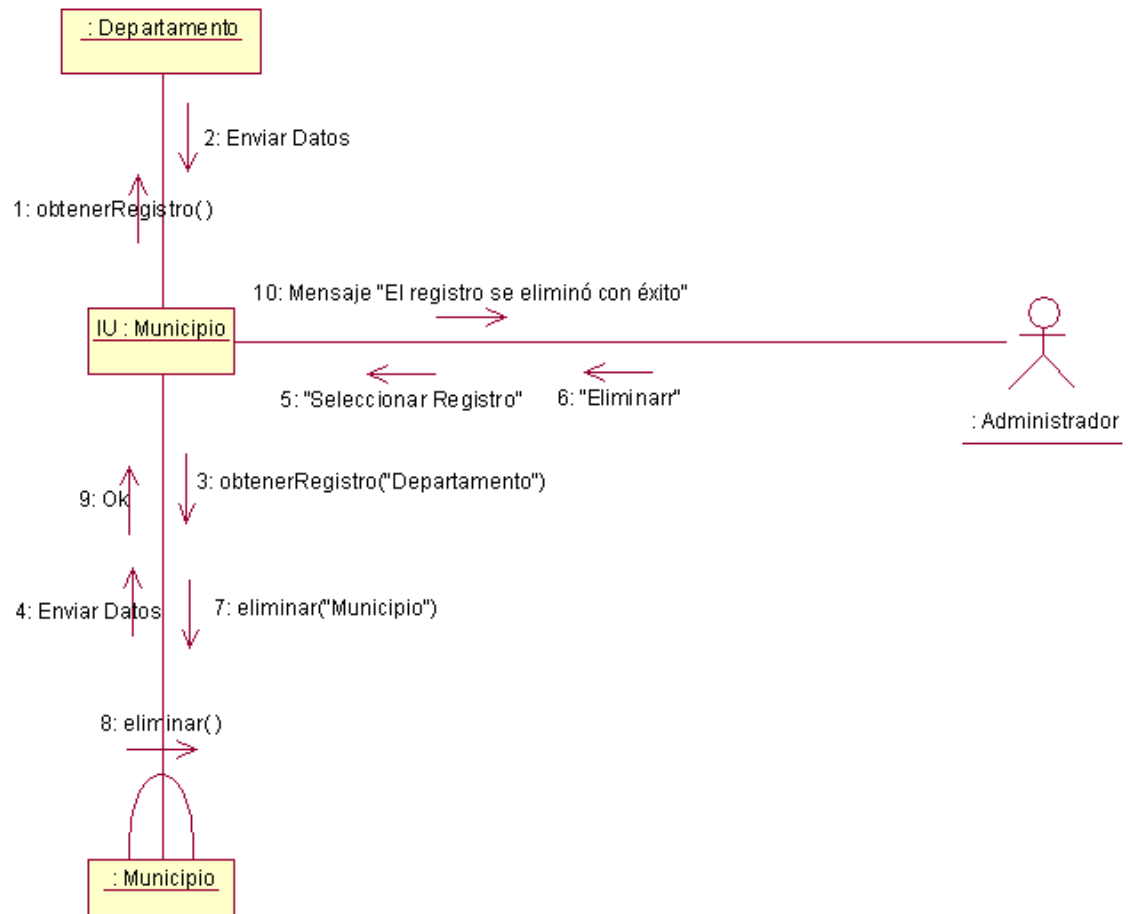 : Departamento
2: Enviar Datos
1: obtenerRegistro( )
10: Mensaje "El registro se eliminó con éxito"
IU : Municipio
5: "Seleccionar Registro"
6: "Eliminarr"
: Administrador
3: obtenerRegistro("Departamento")
9: Ok
4: Enviar Datos
7: eliminar("Municipio")
8: eliminar()
: Municipio